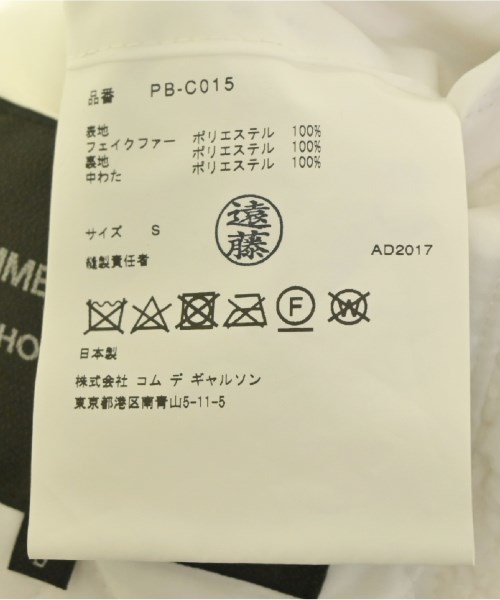 品番 PB-C015
表地
フェイクファー ポリエステル 100%
裏地 ポリエステル 100%
中わた ポリエステル 100%
サイズ S
遠藤
縫製責任者
AD2017
F W
日本製
株式会社 コム デ ギャルソン
東京都港区南青山5-11-5
MME
HO